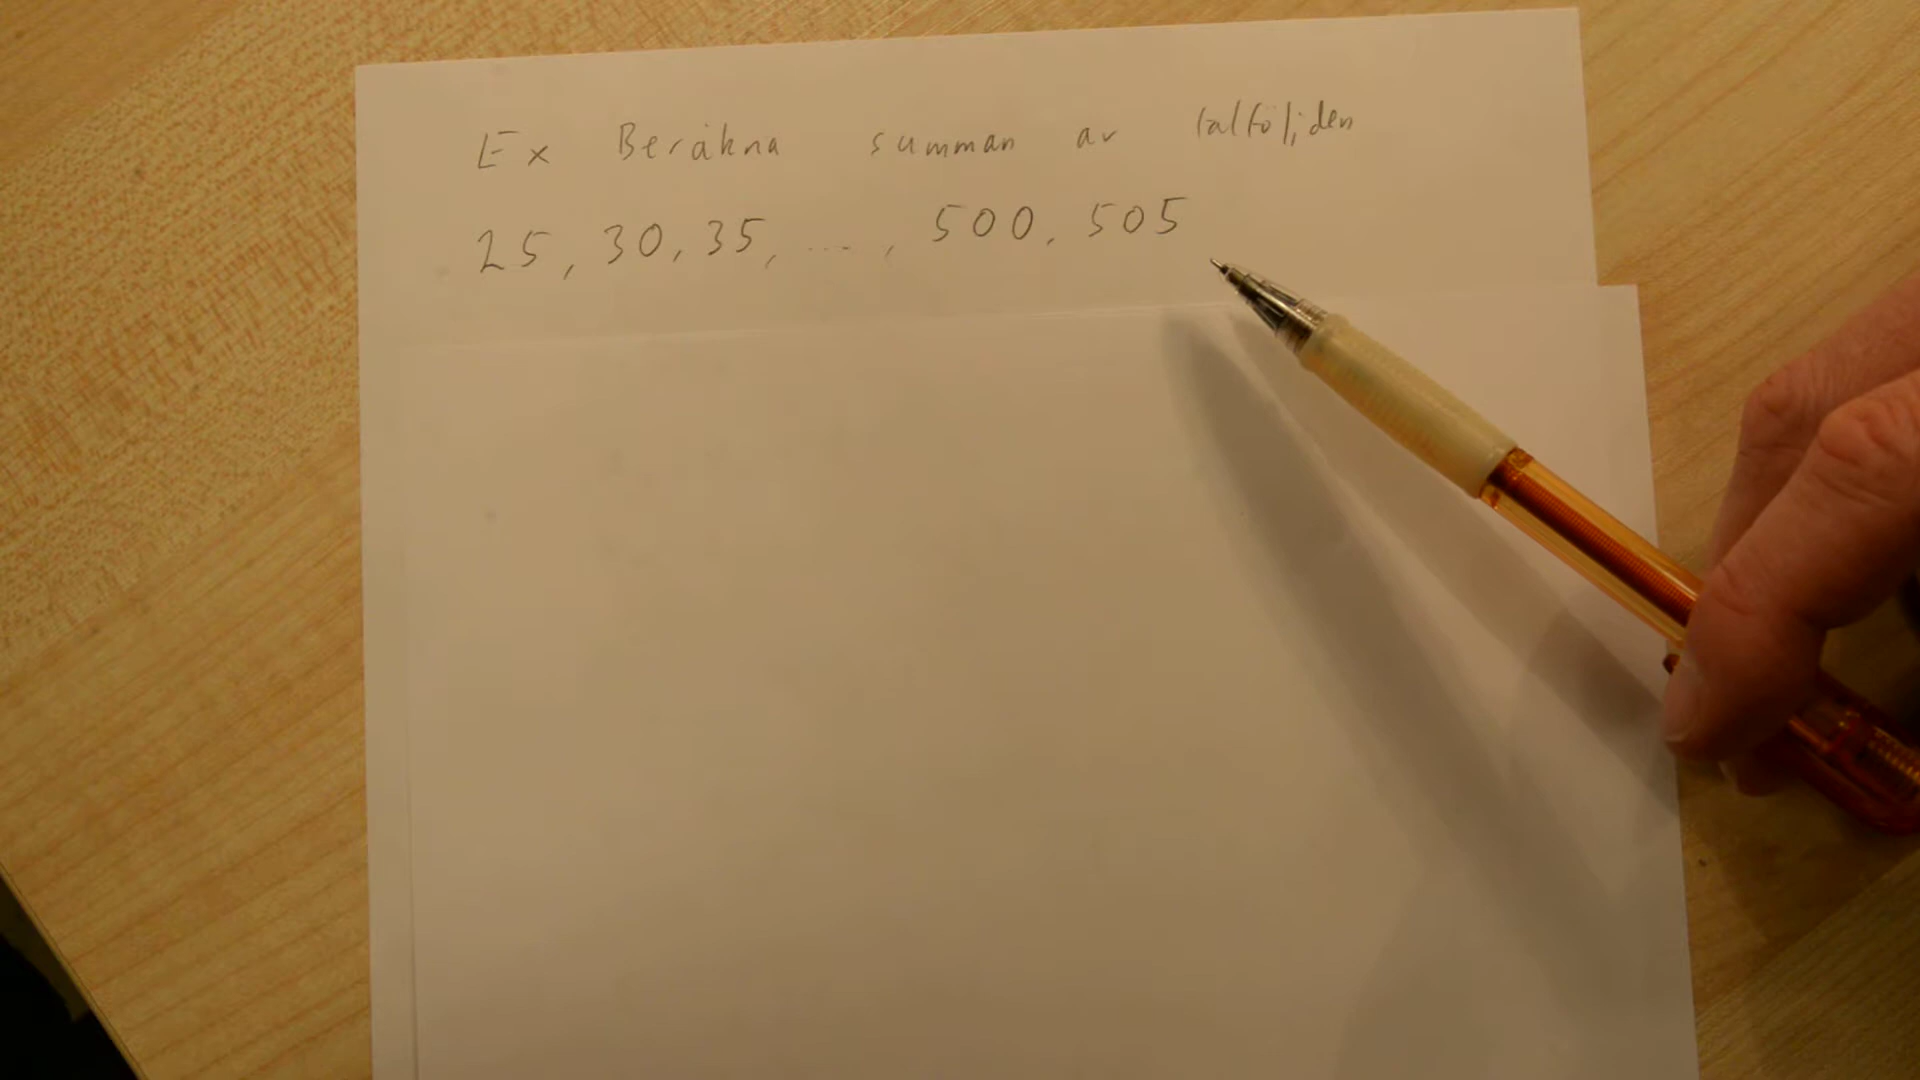 Ex Beräkna summan av talföljden
25, 30, 35, ...., 500, 505